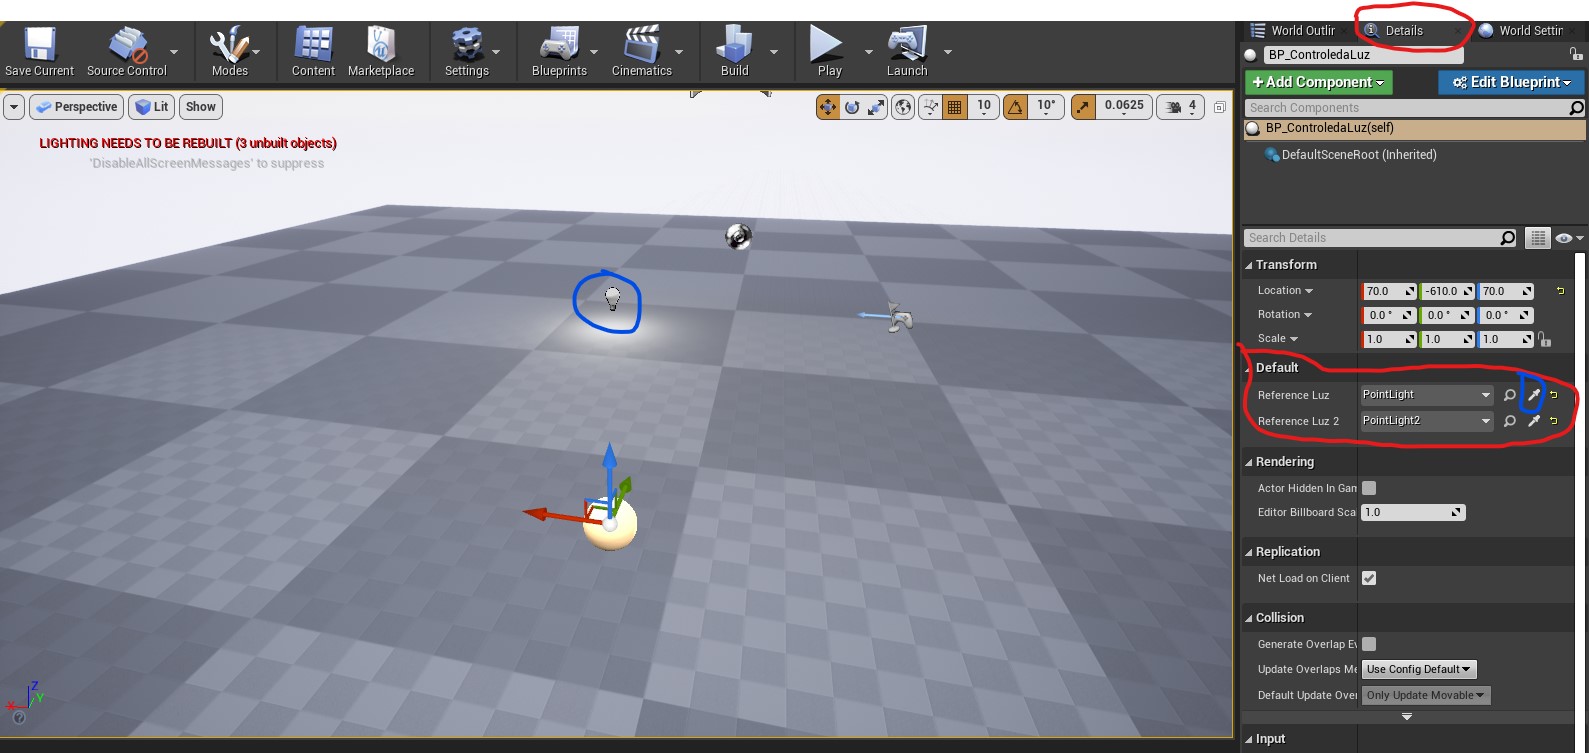 World Outlir Details World Settin
Save Current Source Control Modes Content Marketplace Settings Blueprints Cinematics Build Play Launch
BP_ControledaLuz
+Add Component Edit Blueprint
Search Components
BP_ControledaLuz(self)
DefaultSceneRoot (Inherited)
Perspective Lit Show 10 10° 0.0625 4
LIGHTING NEEDS TO BE REBUILT (3 unbuilt objects)
'DisableAllScreenMessages' to suppress
Search Details
Transform
Location 70.0 -610.0 70.0
Rotation 0.0 ° 0.0 ° 0.0 °
Scale 1.0 1.0 1.0
Default
Reference Luz PointLight
Reference Luz 2 PointLight2
Rendering
Actor Hidden In Gam
Editor Billboard Sca 1.0
Replication
Net Load on Client
Collision
Generate Overlap Ev
Update Overlaps Me Use Config Default
Default Update Over Only Update Movable
Input
Z
X Y